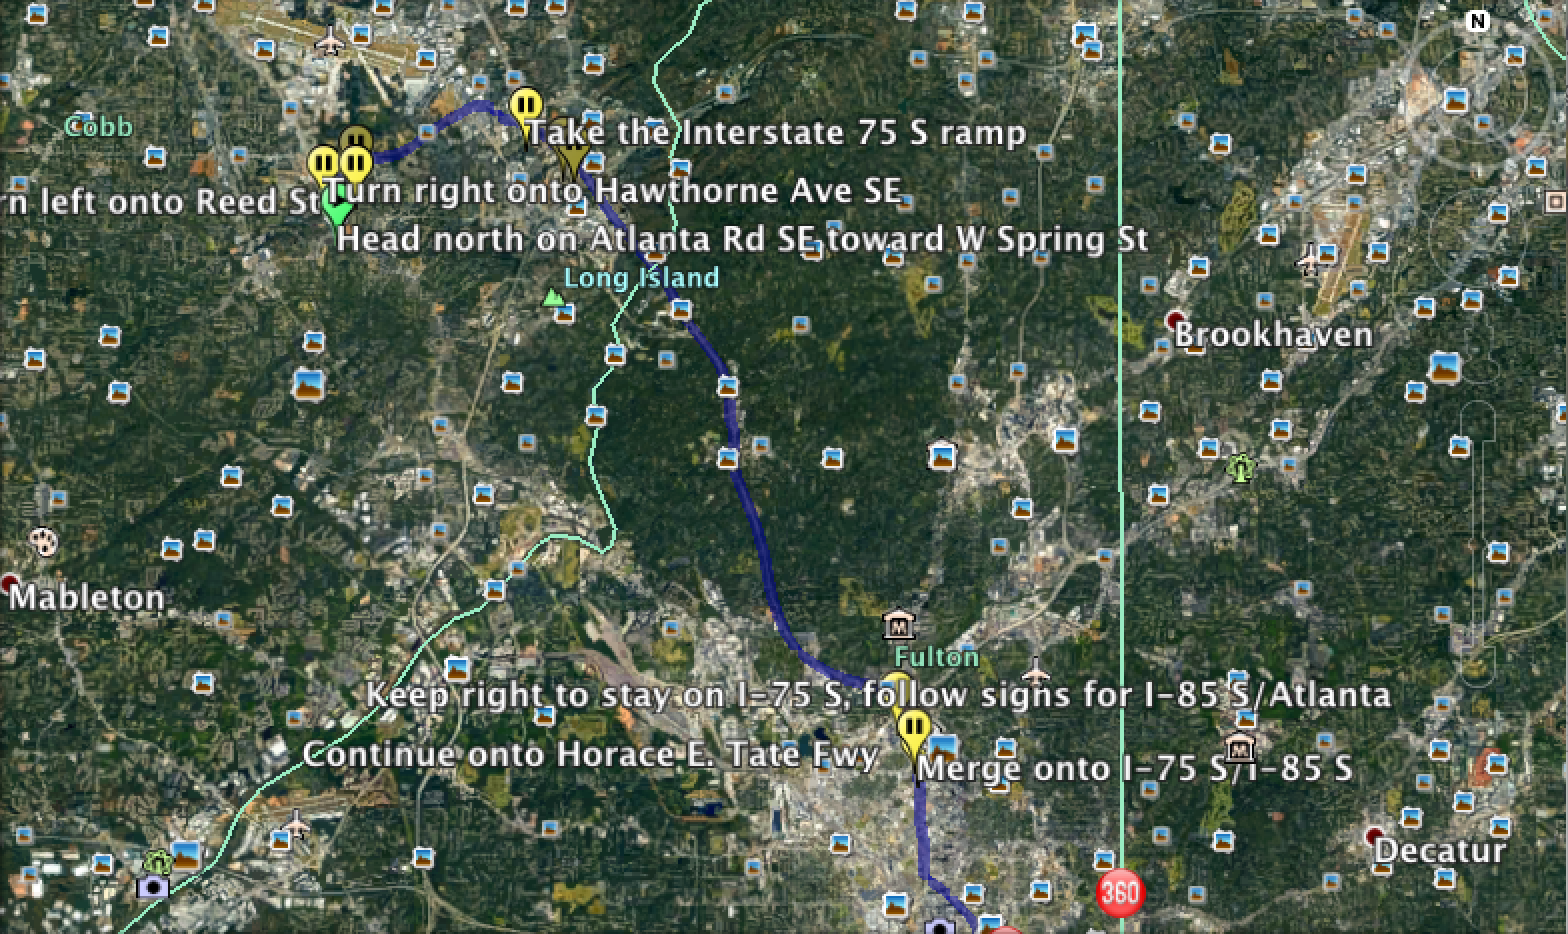 N
Cobb
Take the Interstate 75 S ramp
Turn right onto Hawthorne Ave SE
rn left onto Reed St
Head north on Atlanta Rd SE toward W Spring St
Long Island
Brookhaven
Mableton
Fulton
Keep right to stay on I-75 S, follow signs for I-85 S/Atlanta
Continue onto Horace E. Tate Fwy
Merge onto I-75 S/I-85 S
Decatur
360